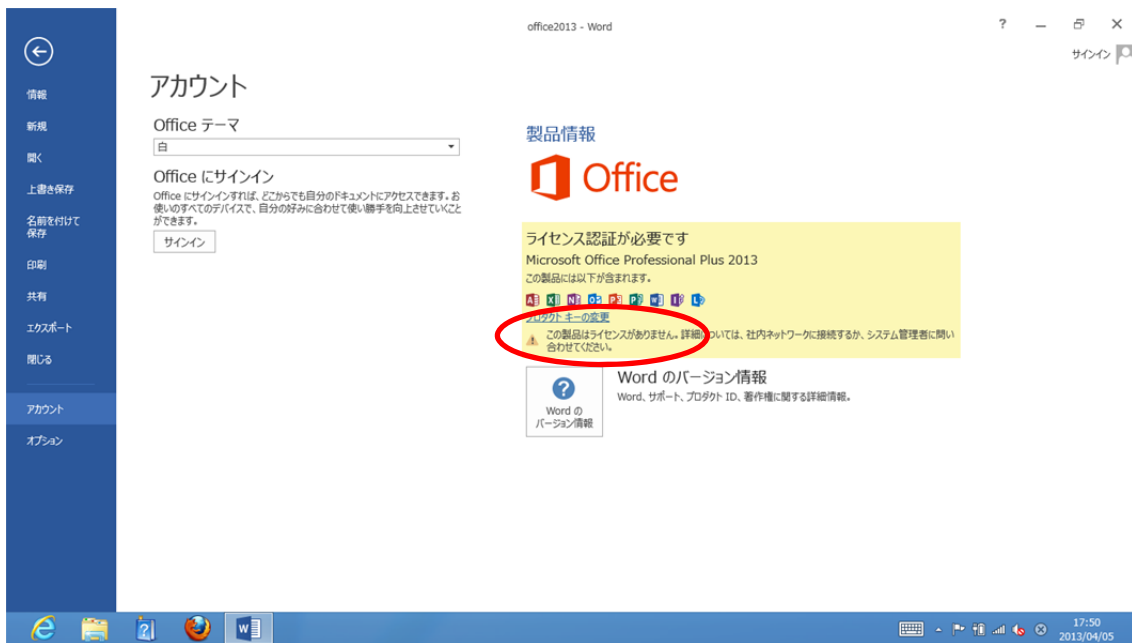 office2013 - Word
?
サインイン
情報
新規
開く
上書き保存
名前を付けて
保存
印刷
共有
エクスポート
閉じる
アカウント
オプション
アカウント
Office テーマ
白
Office にサインイン
Office にサインインすれば、どこからでも自分のドキュメントにアクセスできます。お
使いのすべてのデバイスで、自分の好みに合わせて使い勝手を向上させていくこと
ができます。
サインイン
製品情報
Office
ライセンス認証が必要です
Microsoft Office Professional Plus 2013
この製品には以下が含まれます。
プロダクト キーの変更
この製品はライセンスがありません。詳細については、社内ネットワークに接続するか、システム管理者に問い
合わせてください。
?
Word の
バージョン情報
Word のバージョン情報
Word、サポート、プロダクト ID、著作権に関する詳細情報。
17:50
2013/04/05